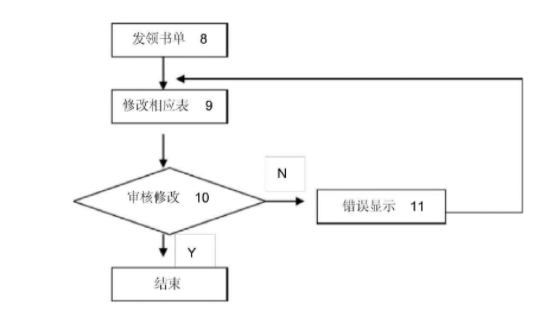 发领书单 8
修改相应表 9
N
审核修改 10
错误显示 11
Y
结束